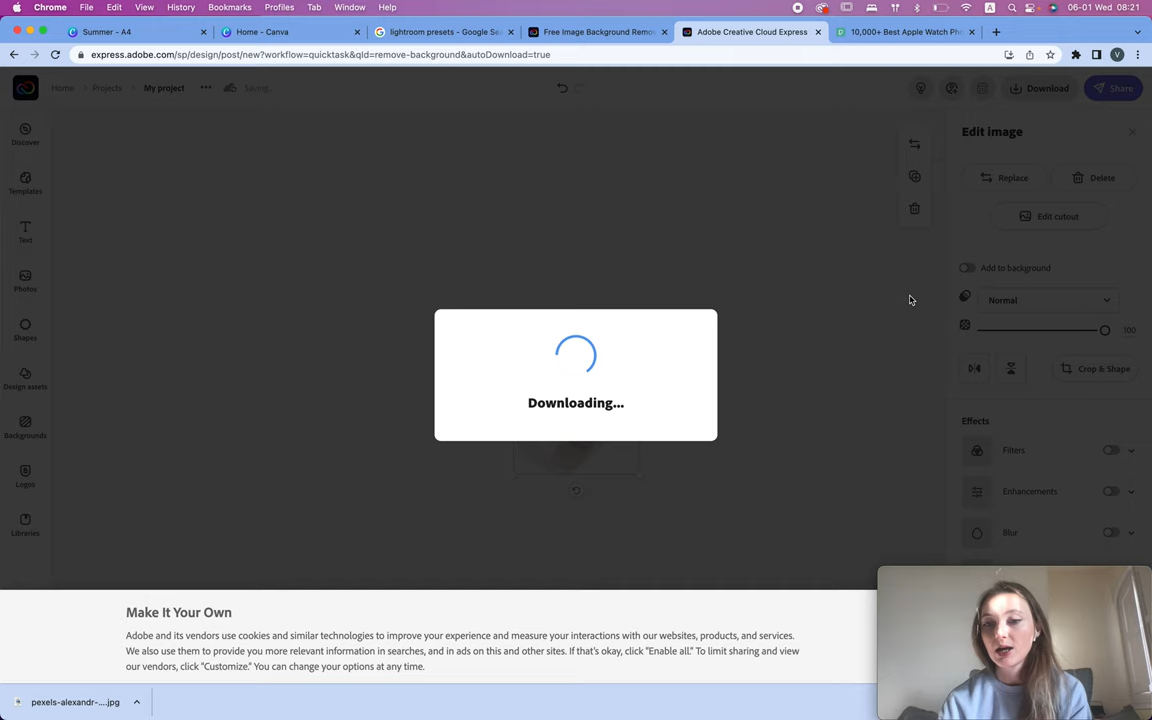 Chrome File Edit View History Bookmarks Profiles Tab Window Help A 06-01 Wed 08:21
Summer - A4
Home - Canva
lightroom presets - Google Se
Free Image Background Remov
Adobe Creative Cloud Express
10,000+ Best Apple Watch Pho
express.adobe.com/sp/design/post/new?workflow=quicktask&qId=remove-background&autoDownload=true
V
Home Projects My project Saving... Download Share
Discover
Templates
Text
Photos
Shapes
Design assets
Backgrounds
Logos
Libraries
Edit image
Replace Delete
Edit cutout
Add to background
Normal
100
Crop & Shape
Effects
Filters
Enhancements
Blur
Downloading...
Make It Your Own
Adobe and its vendors use cookies and similar technologies to improve your experience and measure your interactions with our websites, products, and services.
We also use them to provide you more relevant information in searches, and in ads on this and other sites. If that's okay, click "Enable all." To limit sharing and view
our vendors, click "Customize." You can change your options at any time.
pexels-alexandr-....jpg